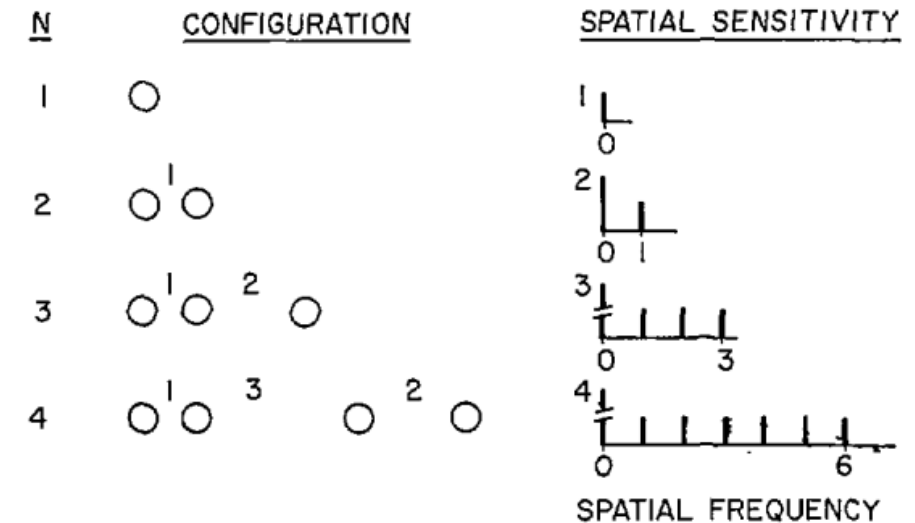 N CONFIGURATION SPATIAL SENSITIVITY
1 1
0
1 2
2
0 1
1 2 3
3
0 3
1 3 2 4
4
0 6
SPATIAL FREQUENCY